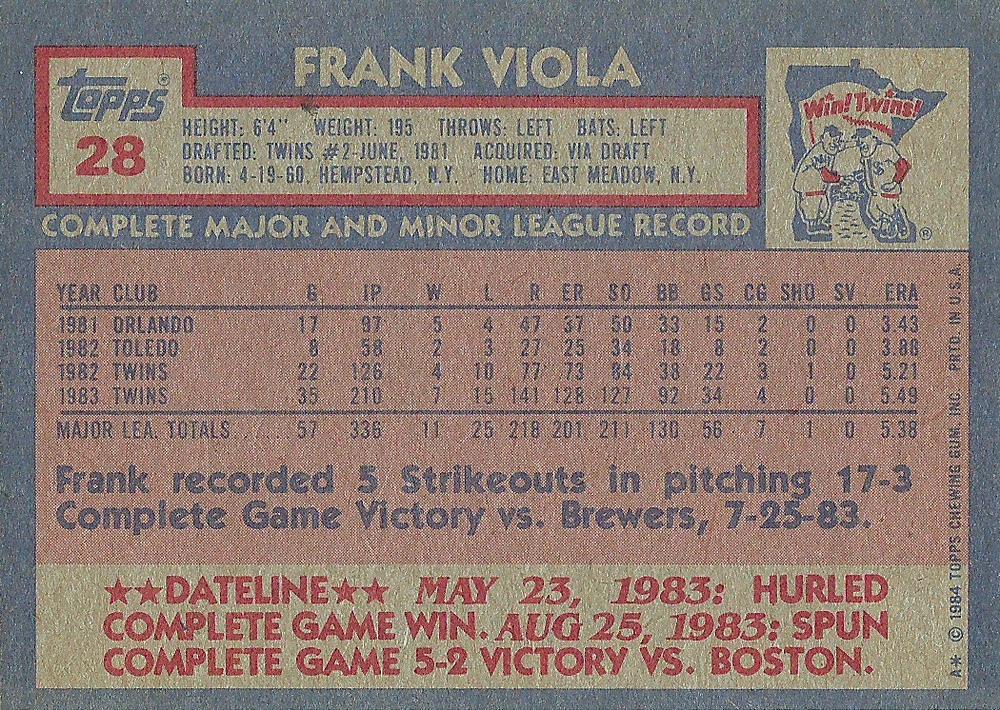 FRANK VIOLA
Topps®
28
HEIGHT: 6'4" WEIGHT: 195 THROWS: LEFT BATS: LEFT
DRAFTED: TWINS #2-JUNE, 1981 ACQUIRED: VIA DRAFT
BORN: 4-19-60, HEMPSTEAD, N.Y. HOME: EAST MEADOW, N.Y.
Win! Twins!
®
COMPLETE MAJOR AND MINOR LEAGUE RECORD
YEAR CLUB G IP W L R ER SO BB GS CG SHO SV ERA
1981 ORLANDO 17 97 5 4 47 37 50 33 15 2 0 0 3.43
1982 TOLEDO 8 58 2 3 27 25 34 18 8 2 0 0 3.88
1982 TWINS 22 126 4 10 77 73 84 38 22 3 1 0 5.21
1983 TWINS 35 210 7 15 141 128 127 92 34 4 0 0 5.49
MAJOR LEA. TOTALS 57 336 11 25 218 201 211 130 56 7 1 0 5.38
Frank recorded 5 Strikeouts in pitching 17-3
Complete Game Victory vs. Brewers, 7-25-83.
★★DATELINE★★ MAY 23, 1983: HURLED
COMPLETE GAME WIN. AUG 25, 1983: SPUN
COMPLETE GAME 5-2 VICTORY VS. BOSTON.
A* © 1984 TOPPS CHEWING GUM, INC. PRTD. IN U.S.A.